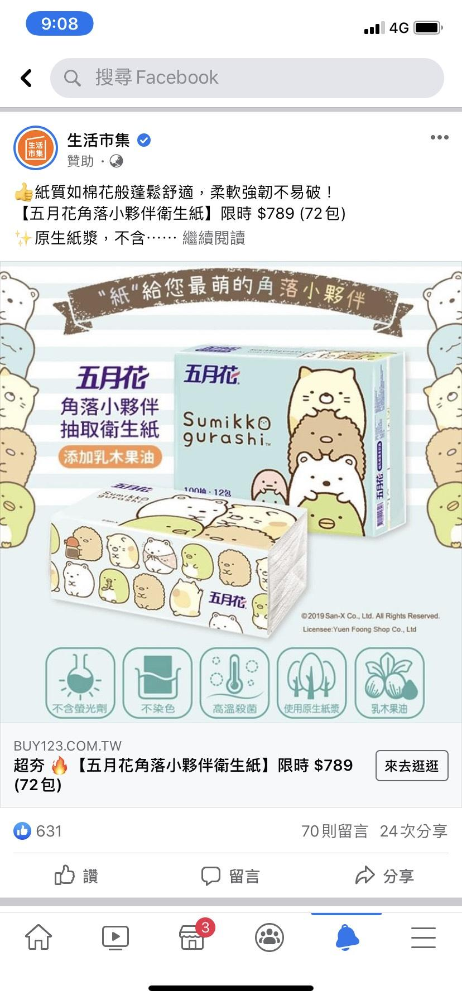 9:08
4G
搜尋 Facebook
生活
市集
生活市集
贊助 ·
👍紙質如棉花般蓬鬆舒適，柔軟強韌不易破！
【五月花角落小夥伴衛生紙】限時 $789 (72包)
✨原生紙漿，不含⋯⋯ 繼續閱讀
"紙"給您最萌的角落小夥伴
五月花
角落小夥伴
抽取衛生紙
添加乳木果油
五月花
Sumikko
gurashi™
100抽·12包
五月花
五月花
Sumikko
gurashi
五月花
©2019 San-X Co., Ltd. All Rights Reserved.
Licensee:Yuen Foong Shop Co., Ltd
不含螢光劑
不染色
高溫殺菌
使用原生紙漿
乳木果油
BUY123.COM.TW
超夯 🔥【五月花角落小夥伴衛生紙】限時 $789
(72包)
來去逛逛
631
70則留言 24次分享
讚
留言
分享
3